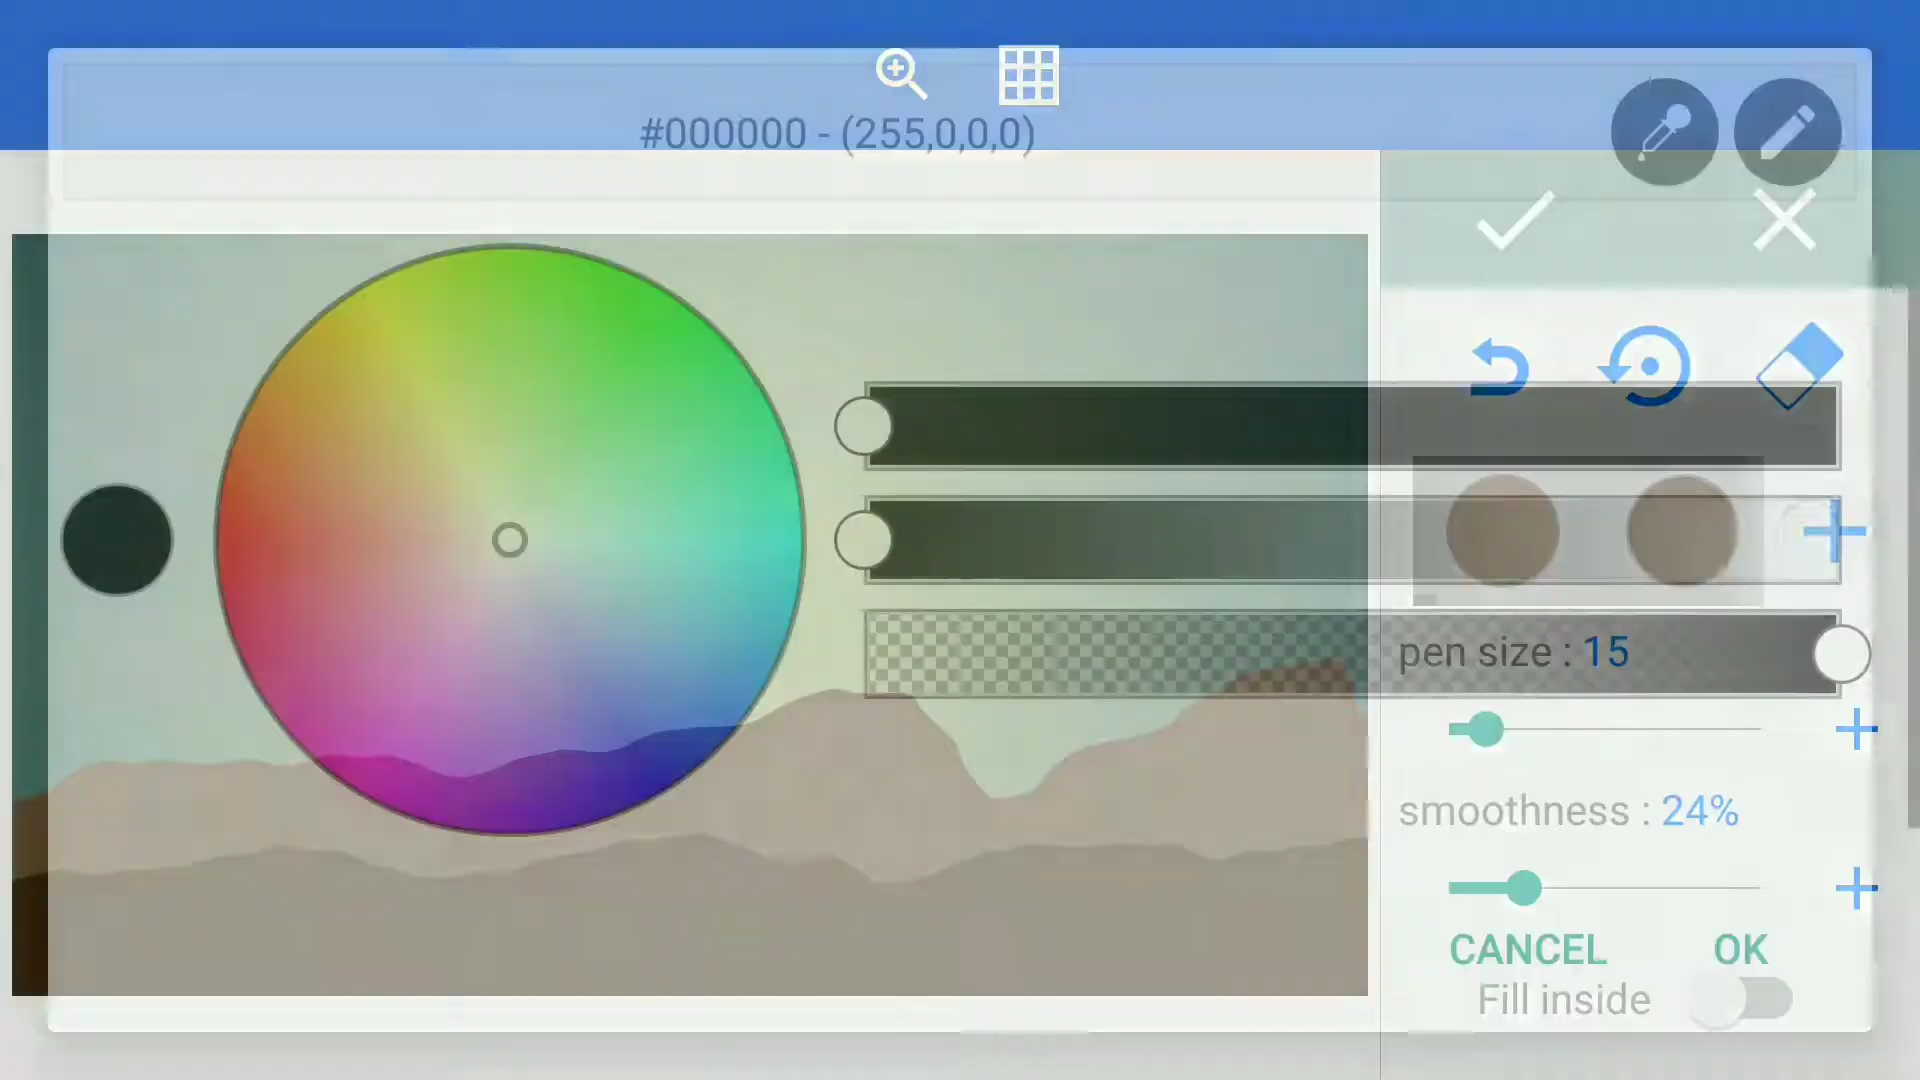 #000000 - (255,0,0,0)
pen size : 15
smoothness : 24%
CANCEL OK
Fill inside